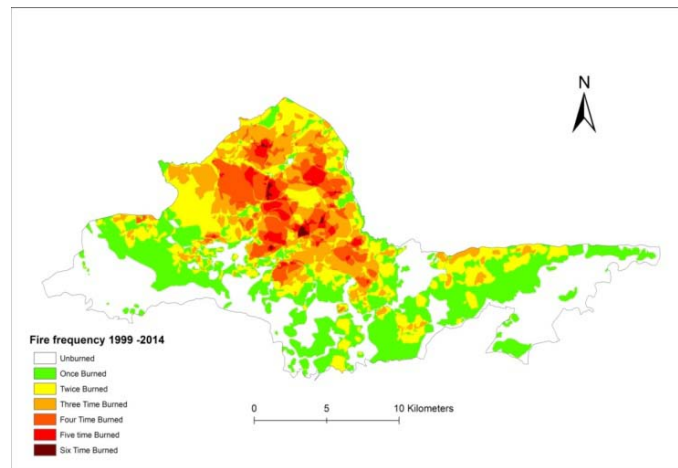 N
Fire frequency 1999 -2014
Unburned
Once Burned
Twice Burned
Three Time Burned
Four Time Burned
Five time Burned
Six Time Burned
0 5 10 Kilometers